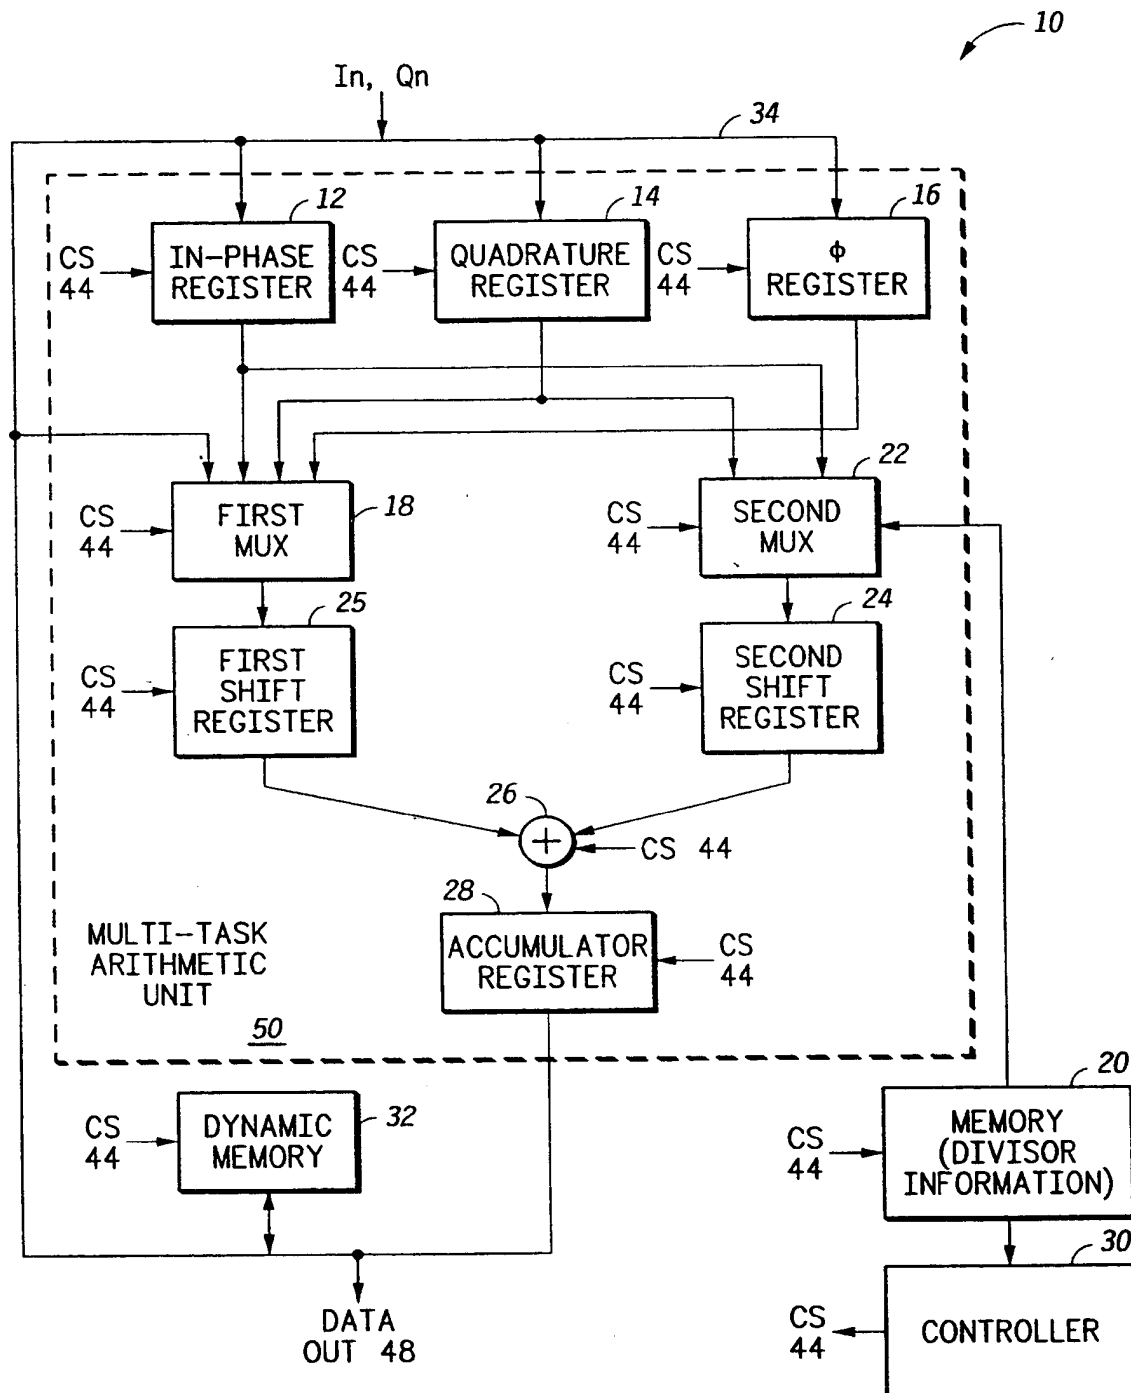 10
In, Qn
34
12
14
16
CS
44
IN-PHASE
REGISTER
CS
44
QUADRATURE
REGISTER
CS
44
Φ
REGISTER
CS
44
FIRST
MUX
18
CS
44
SECOND
MUX
22
25
24
CS
44
FIRST
SHIFT
REGISTER
CS
44
SECOND
SHIFT
REGISTER
26
+
CS 44
28
ACCUMULATOR
REGISTER
CS
44
MULTI-TASK
ARITHMETIC
UNIT
50
CS
44
DYNAMIC
MEMORY
32
20
CS
44
MEMORY
(DIVISOR
INFORMATION)
30
CS
44
CONTROLLER
DATA
OUT 48